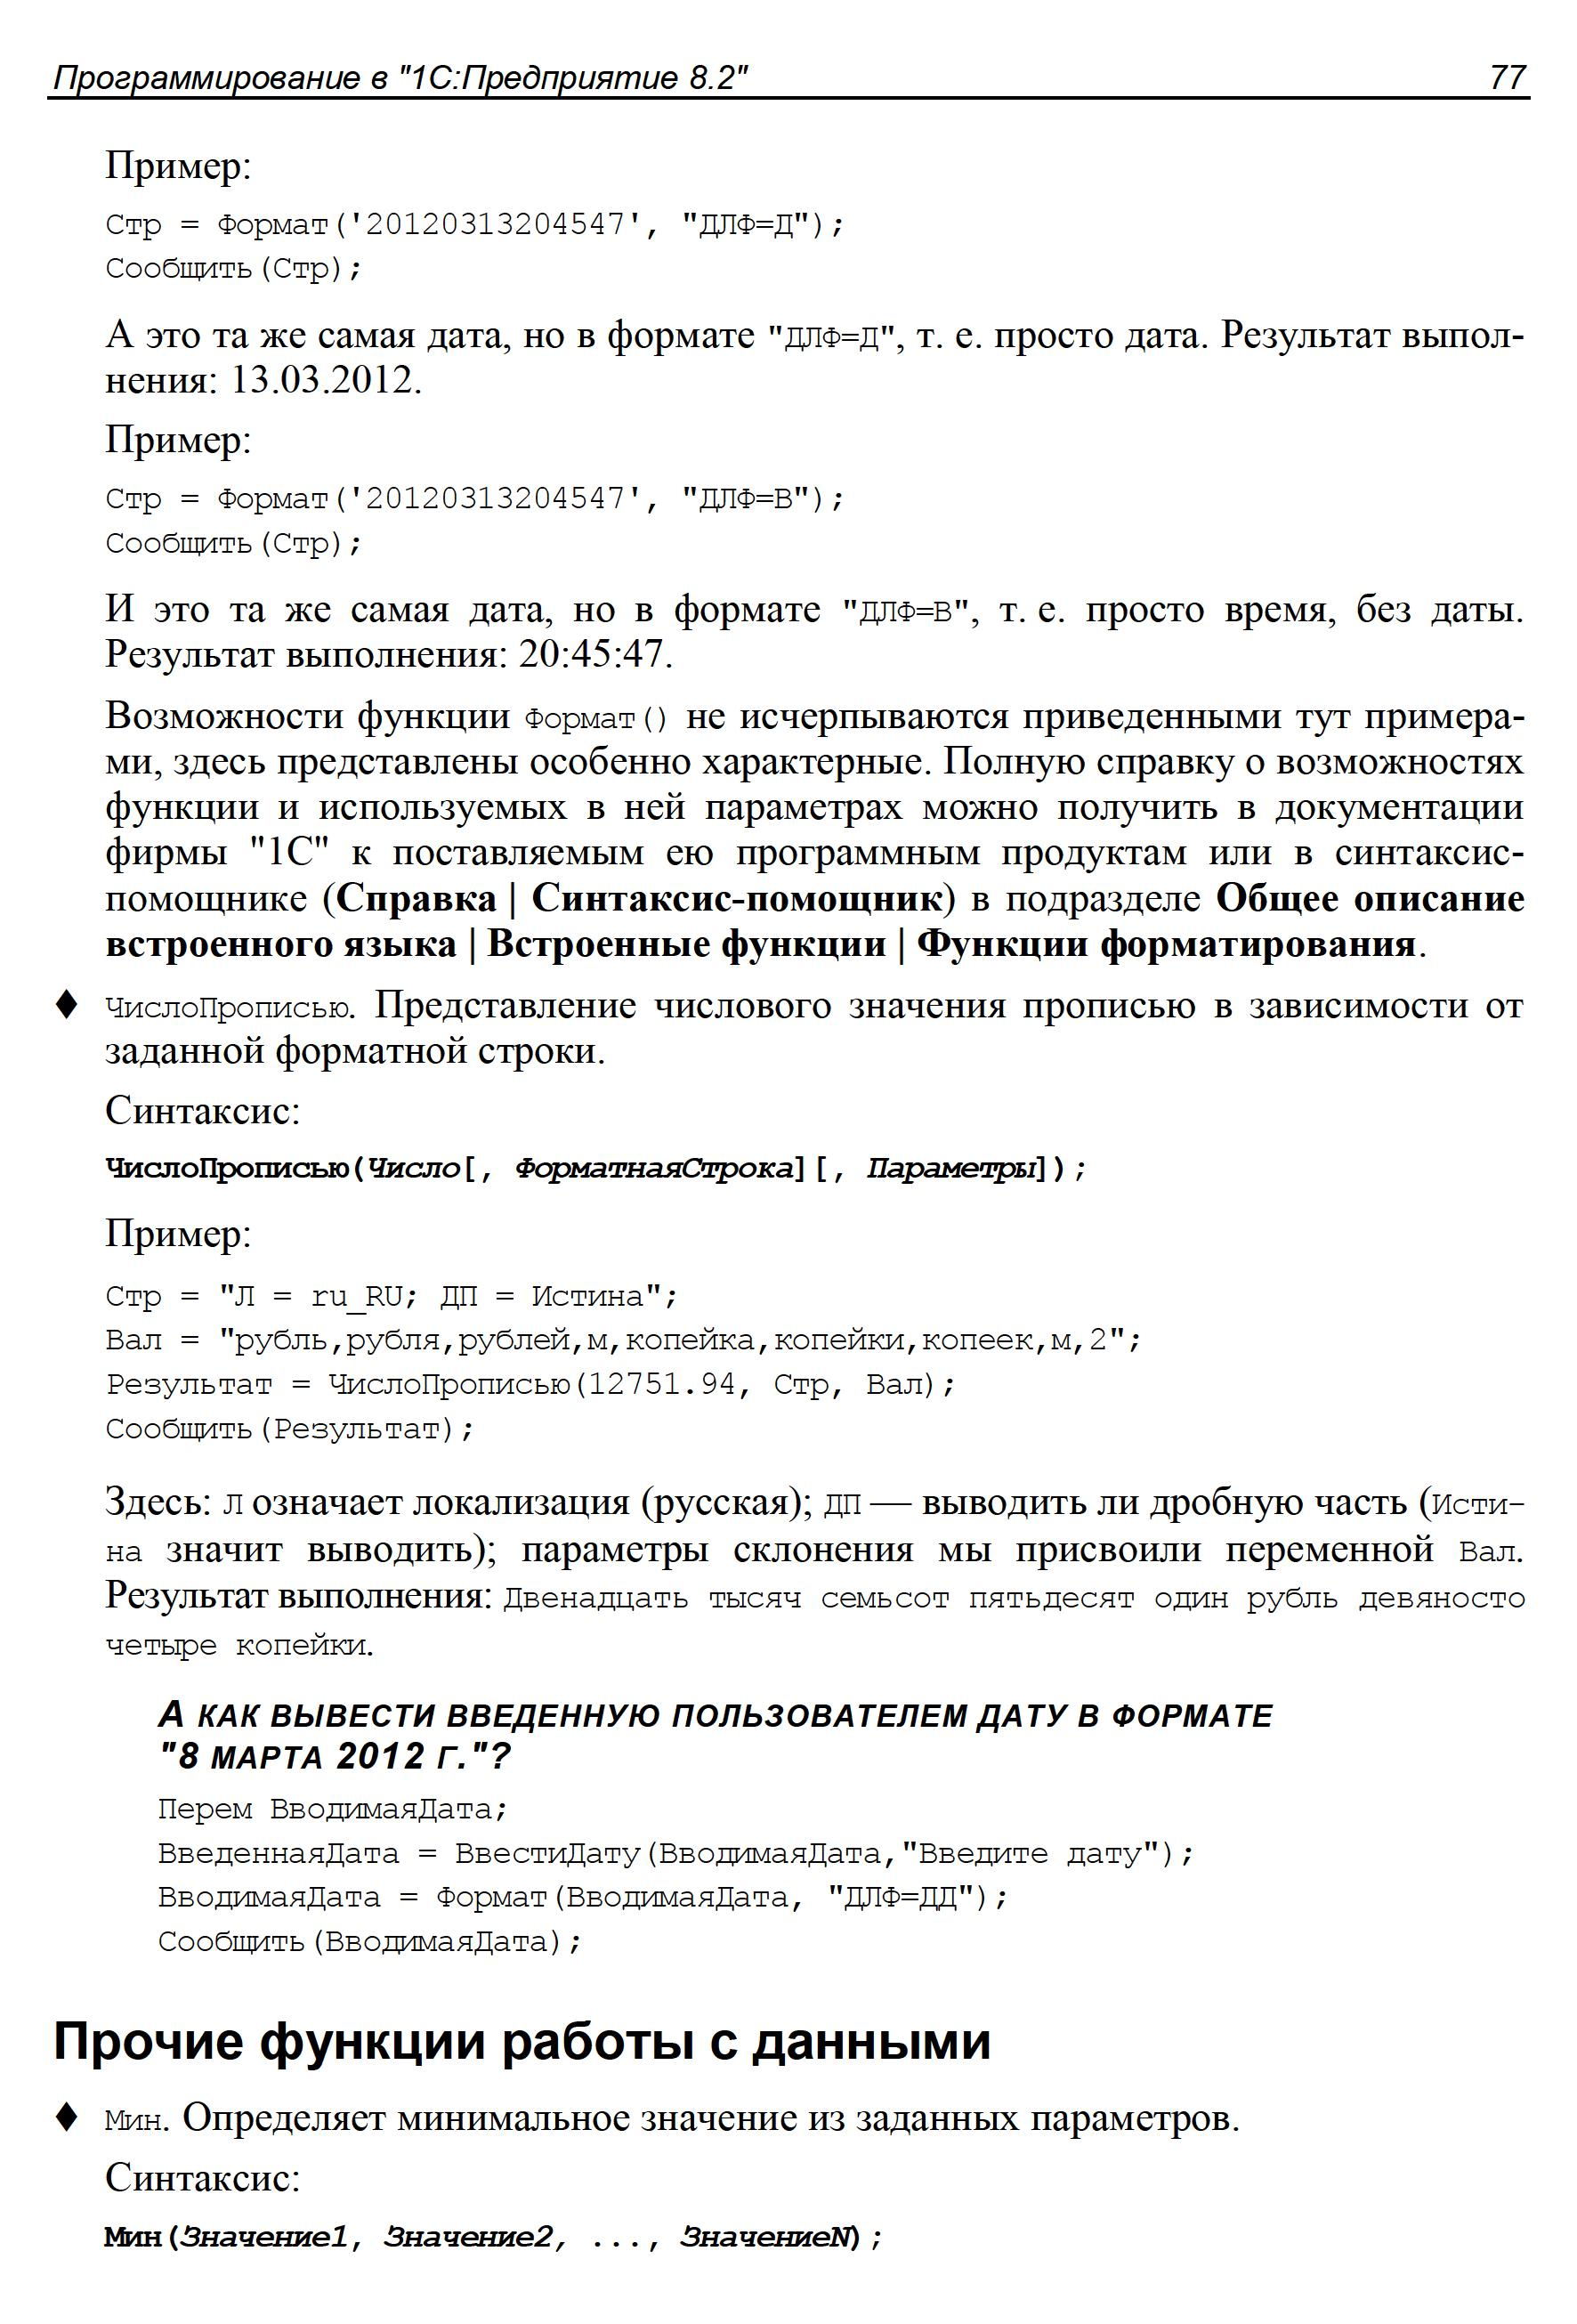 Программирование в "1С:Предприятие 8.2" 77
Пример:
Стр = Формат('20120313204547', "ДЛФ=Д");
Сообщить(Стр);
А это та же самая дата, но в формате "ДЛФ=Д", т. е. просто дата. Результат выпол-
нения: 13.03.2012.
Пример:
Стр = Формат('20120313204547', "ДЛФ=В");
Сообщить(Стр);
И это та же самая дата, но в формате "ДЛФ=В", т. е. просто время, без даты.
Результат выполнения: 20:45:47.
Возможности функции Формат() не исчерпываются приведенными тут примера-
ми, здесь представлены особенно характерные. Полную справку о возможностях
функции и используемых в ней параметрах можно получить в документации
фирмы "1С" к поставляемым ею программным продуктам или в синтаксис-
помощнике (Справка | Синтаксис-помощник) в подразделе Общее описание
встроенного языка | Встроенные функции | Функции форматирования.
♦ ЧислоПрописью. Представление числового значения прописью в зависимости от
заданной форматной строки.
Синтаксис:
ЧислоПрописью(Число[, ФорматнаяСтрока][, Параметры]);
Пример:
Стр = "Л = ru_RU; ДП = Истина";
Вал = "рубль,рубля,рублей,м,копейка,копейки,копеек,м,2";
Результат = ЧислоПрописью(12751.94, Стр, Вал);
Сообщить(Результат);
Здесь: Л означает локализация (русская); ДП — выводить ли дробную часть (Исти-
на значит выводить); параметры склонения мы присвоили переменной Вал.
Результат выполнения: Двенадцать тысяч семьсот пятьдесят один рубль девяносто
четыре копейки.
А КАК ВЫВЕСТИ ВВЕДЕННУЮ ПОЛЬЗОВАТЕЛЕМ ДАТУ В ФОРМАТЕ
"8 МАРТА 2012 Г."?
Перем ВводимаяДата;
ВведеннаяДата = ВвестиДату(ВводимаяДата,"Введите дату");
ВводимаяДата = Формат(ВводимаяДата, "ДЛФ=ДД");
Сообщить(ВводимаяДата);
Прочие функции работы с данными
♦ Мин. Определяет минимальное значение из заданных параметров.
Синтаксис:
Мин(Значение1, Значение2, ..., ЗначениеN);